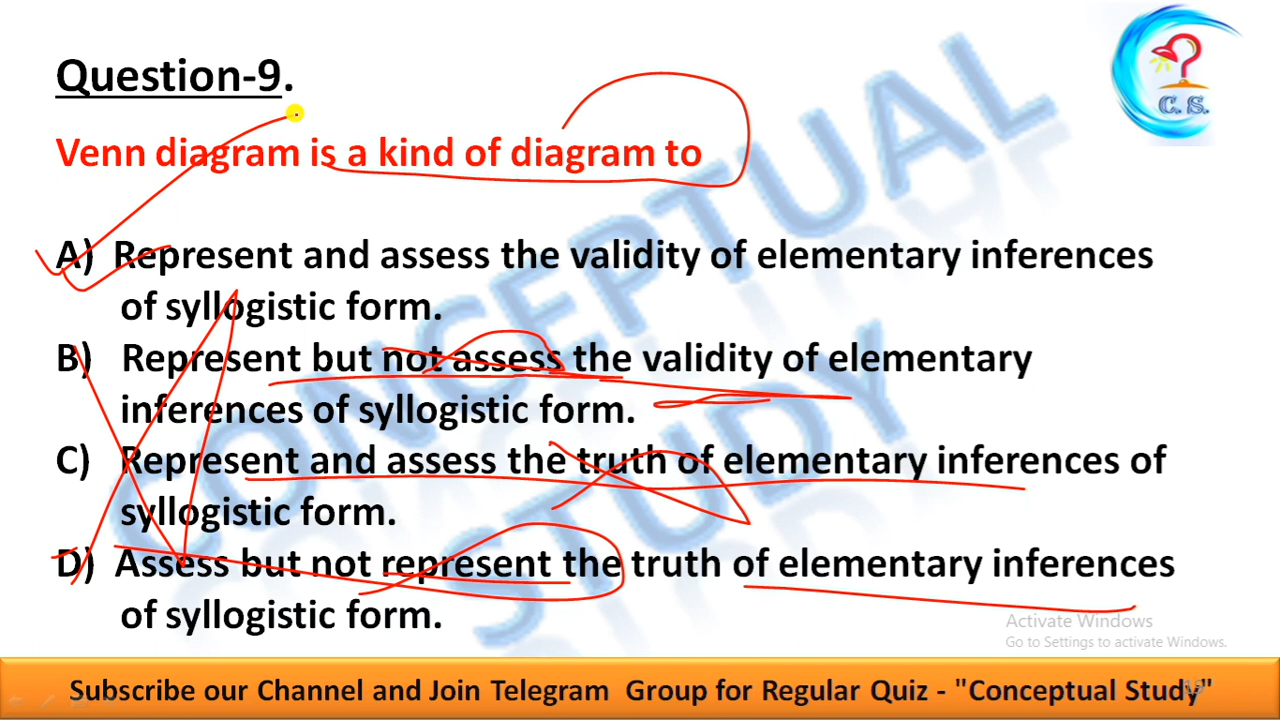 Question-9.
C. S.
Venn diagram is a kind of diagram to
A) Represent and assess the validity of elementary inferences
of syllogistic form.
B) Represent but not assess the validity of elementary
inferences of syllogistic form.
C) Represent and assess the truth of elementary inferences of
syllogistic form.
D) Assess but not represent the truth of elementary inferences
of syllogistic form.
CONCEPTUAL
STUDY
Activate Windows
Go to Settings to activate Windows.
Subscribe our Channel and Join Telegram Group for Regular Quiz - "Conceptual Study"